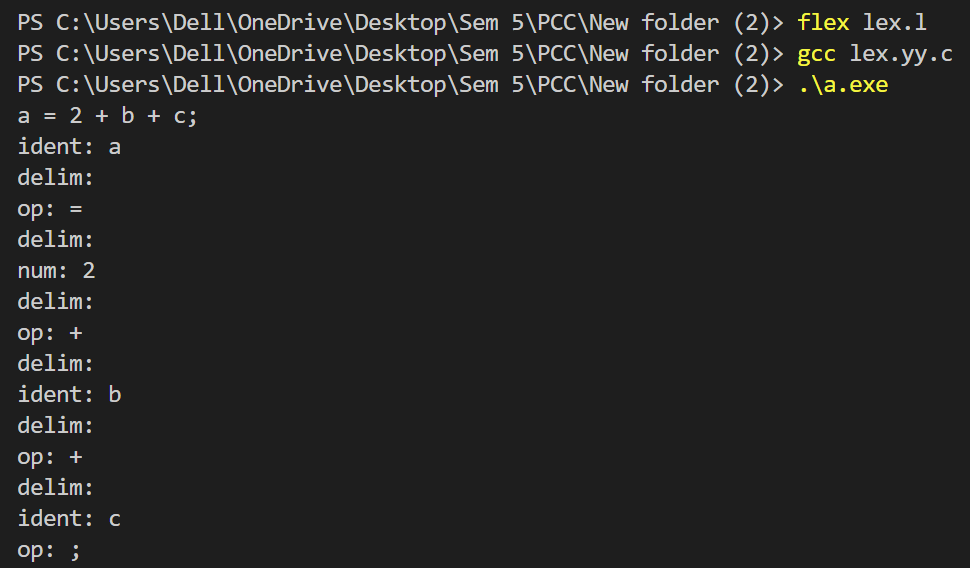 PS C:\Users\Dell\OneDrive\Desktop\Sem 5\PCC\New folder (2)> flex lex.l
PS C:\Users\Dell\OneDrive\Desktop\Sem 5\PCC\New folder (2)> gcc lex.yy.c
PS C:\Users\Dell\OneDrive\Desktop\Sem 5\PCC\New folder (2)> .\a.exe
a = 2 + b + c;
ident: a
delim:
op: =
delim:
num: 2
delim:
op: +
delim:
ident: b
delim:
op: +
delim:
ident: c
op: ;